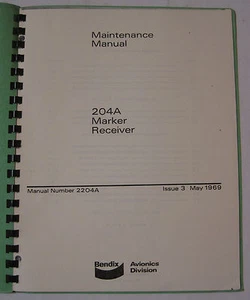 Maintenance
Manual
204A
Marker
Receiver
Manual Number 2204A
Issue 3 May 1969
Bendix
Avionics
Division